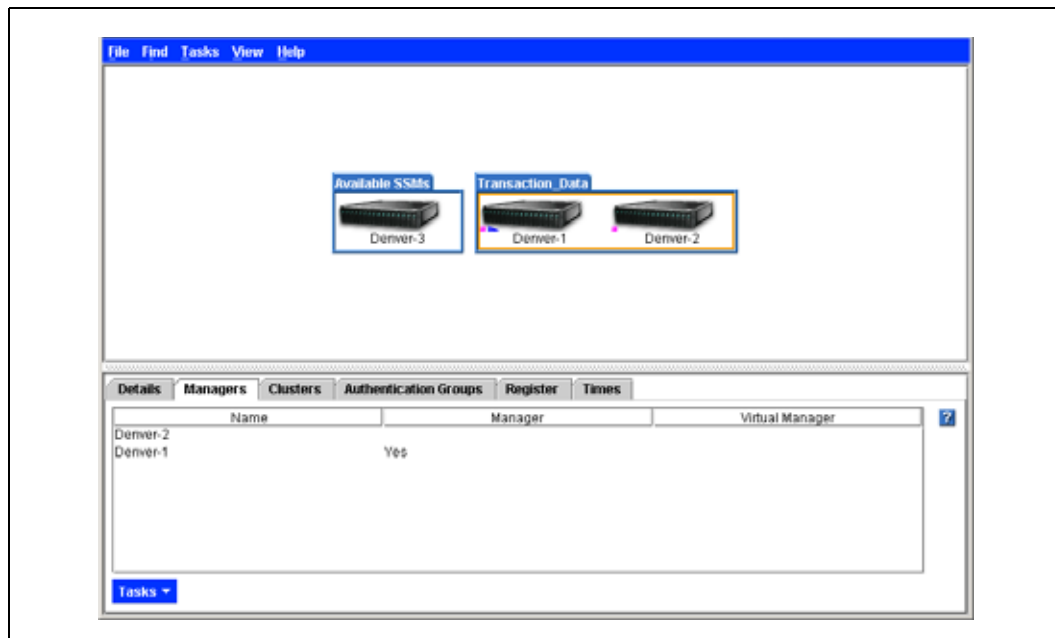 File Find Tasks View Help
Available SSMs Transaction_Data
Denver-3 Denver-1 Denver-2
Details Managers Clusters Authentication Groups Register Times
Name Manager Virtual Manager
?
Denver-2
Denver-1 Yes
Tasks